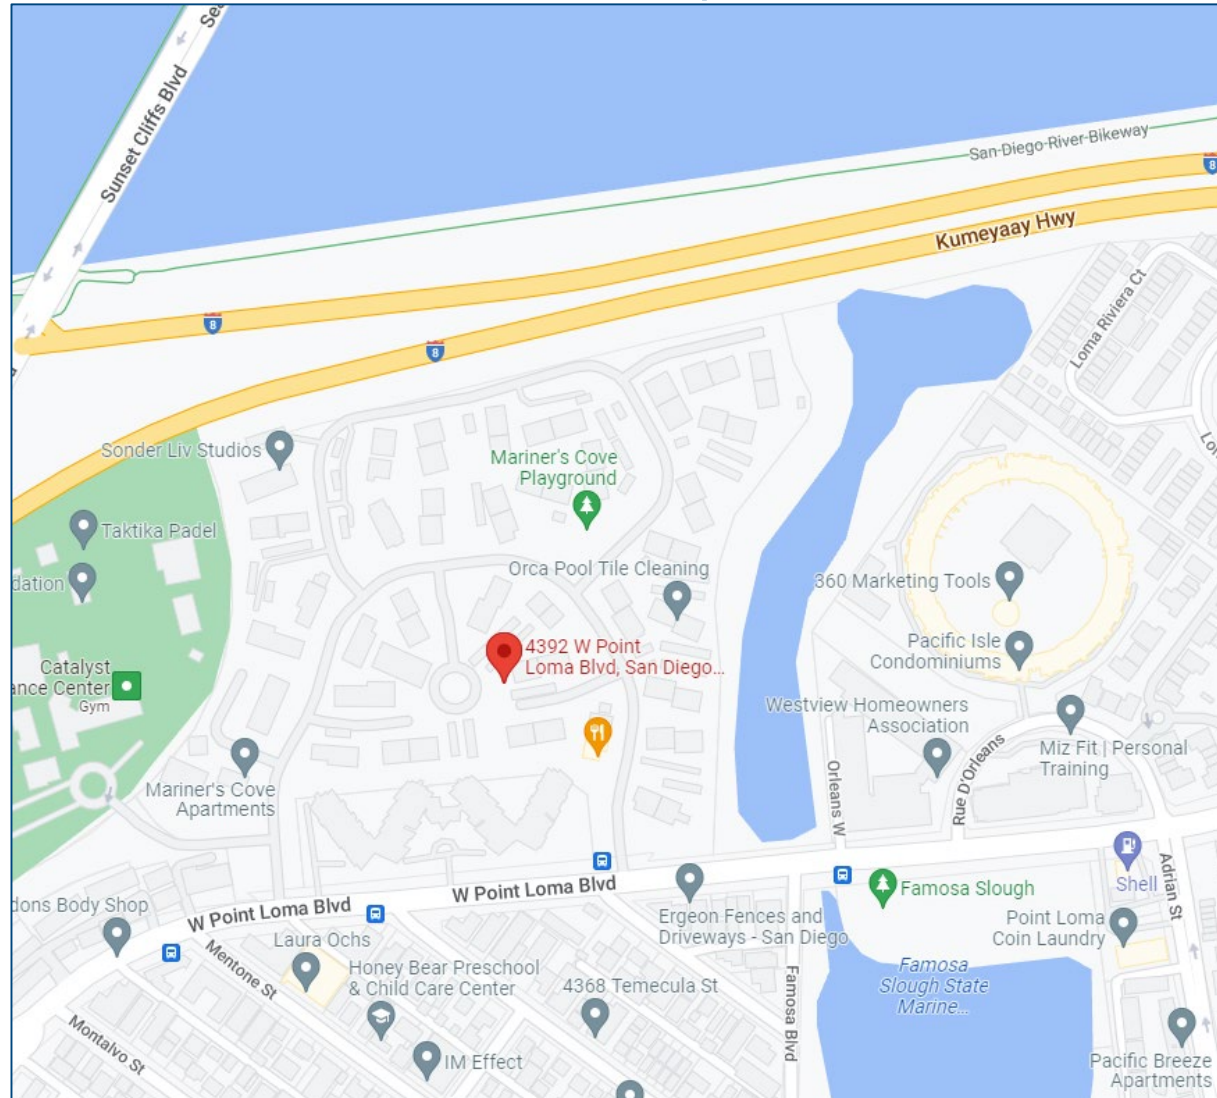 Sea
Sunset Cliffs Blvd
San Diego River Bikeway
8
Kumeyaay Hwy
8
8
Loma Riviera Ct
Lom
Sonder Liv Studios
Mariner's Cove
Playground
Taktika Padel
dation
Orca Pool Tile Cleaning
360 Marketing Tools
4392 W Point
Loma Blvd, San Diego...
Pacific Isle
Condominiums
Catalyst
ance Center
Gym
Westview Homeowners
Association
Miz Fit | Personal
Training
Mariner's Cove
Apartments
Orleans W
Rue D'Orleans
Adrian St
W Point Loma Blvd
W Point Loma Blvd
Famosa Slough
Shell
dons Body Shop
Ergeon Fences and
Driveways - San Diego
Point Loma
Coin Laundry
Laura Ochs
Mentone St
Honey Bear Preschool
& Child Care Center
4368 Temecula St
Famosa Blvd
Famosa
Slough State
Marine...
Montalvo St
IM Effect
Pacific Breeze
Apartments